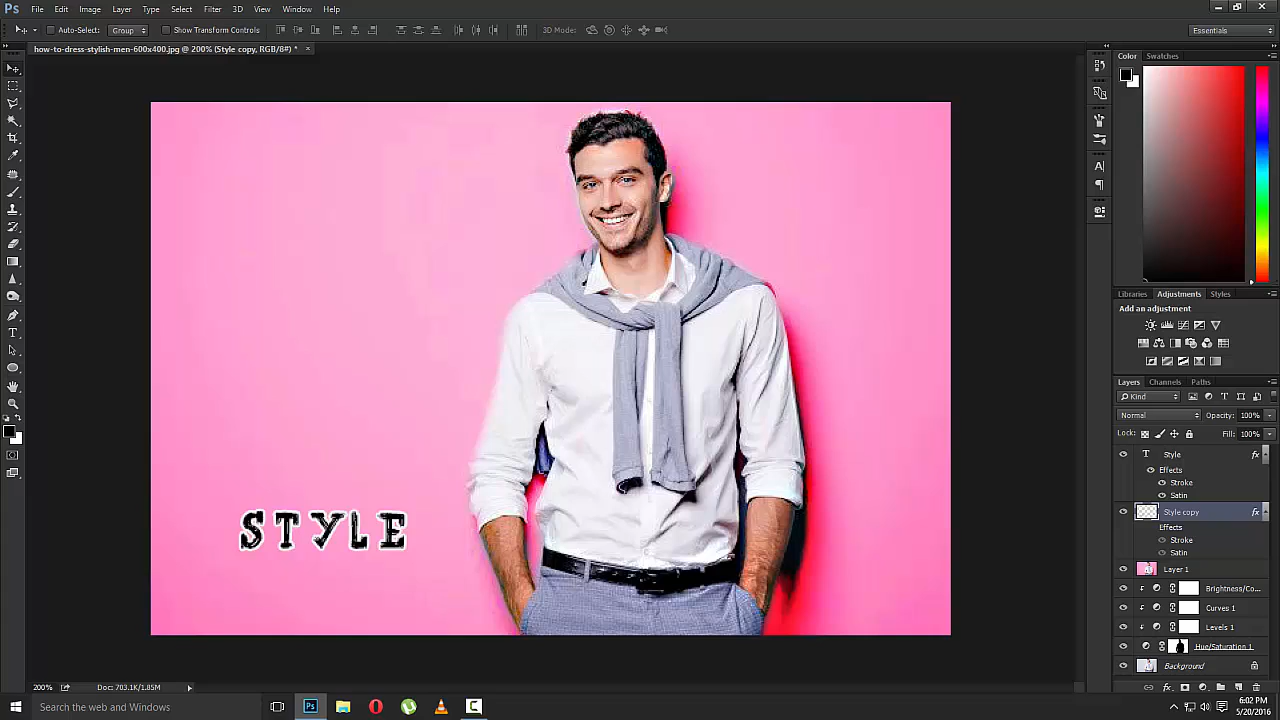 Ps File Edit Image Layer Type Select Filter 3D View Window Help
Auto-Select: Group Show Transform Controls 3D Mode: Essentials
how-to-dress-stylish-men-600x400.jpg @ 200% (Style copy, RGB/8#) * ×
Color Swatches
Libraries Adjustments Styles
Add an adjustment
Layers Channels Paths
Kind
Normal Opacity: 100%
Lock: Fill: 100%
T Style fx
Effects
Stroke
Satin
Style copy fx
Effects
Stroke
Satin
Layer 1
Brightness/Co...
Curves 1
Levels 1
Hue/Saturation 1
Background
STYLE
200% Doc: 703.1K/1.85M
Search the web and Windows
Ps
C
6:02 PM
5/20/2016